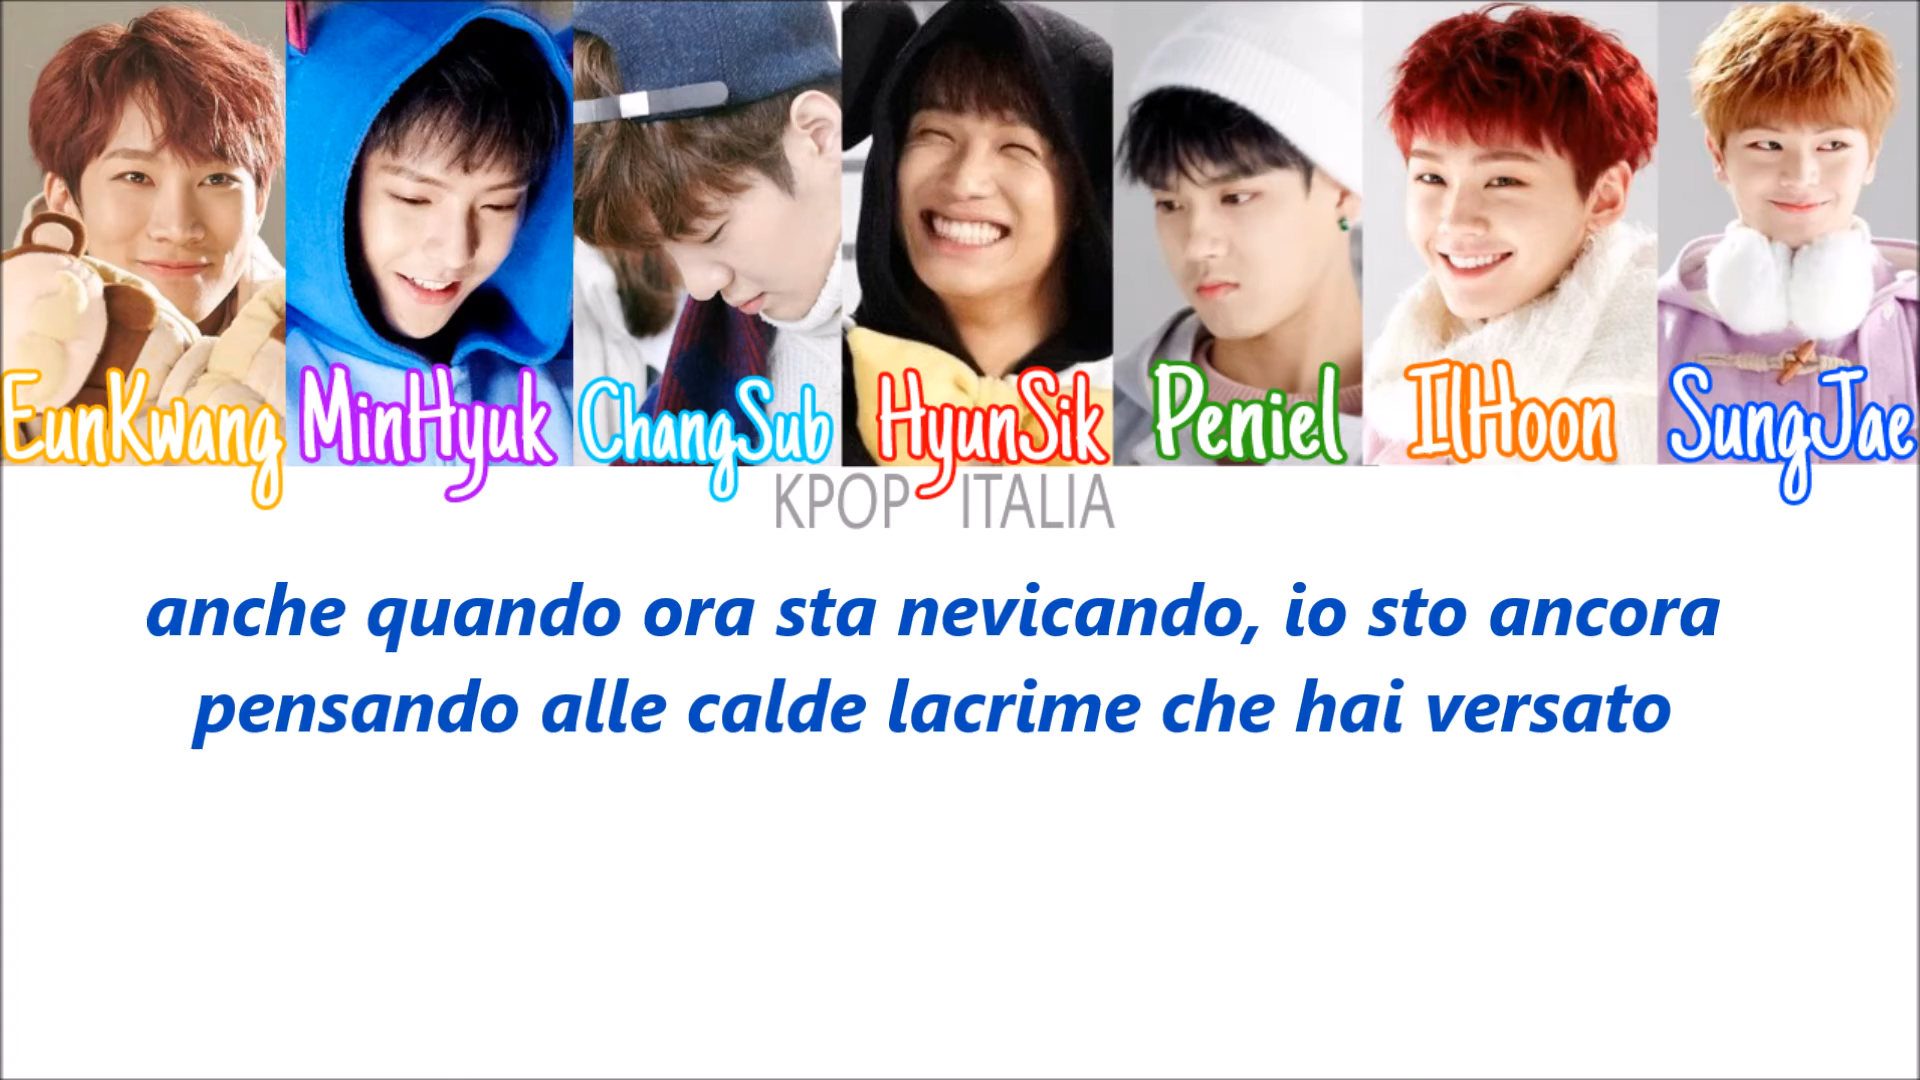 EunKwang MinHyuk ChangSub HyunSik Peniel IlHoon SungJae
KPOP ITALIA
anche quando ora sta nevicando, io sto ancora
pensando alle calde lacrime che hai versato